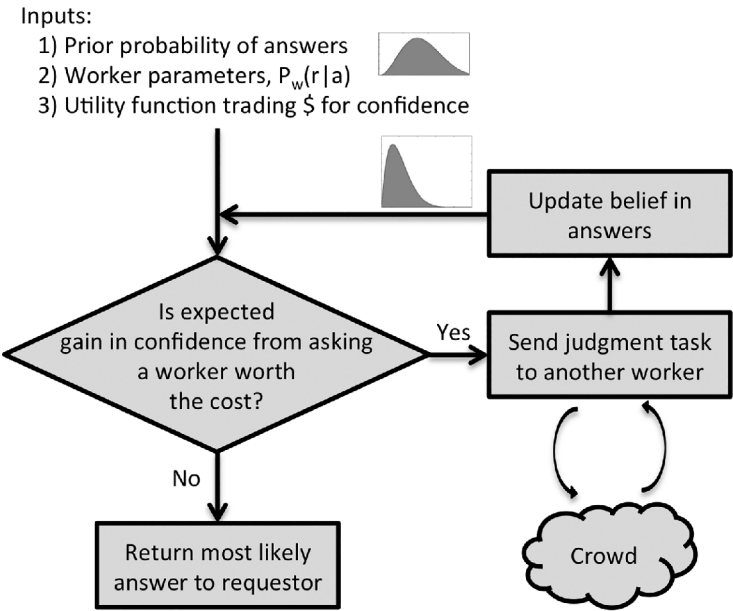 Inputs:
1) Prior probability of answers
2) Worker parameters, Pw(r|a)
3) Utility function trading $ for confidence
Update belief in
answers
Is expected
gain in confidence from asking
a worker worth
the cost?
Yes
Send judgment task
to another worker
No
Return most likely
answer to requestor
Crowd